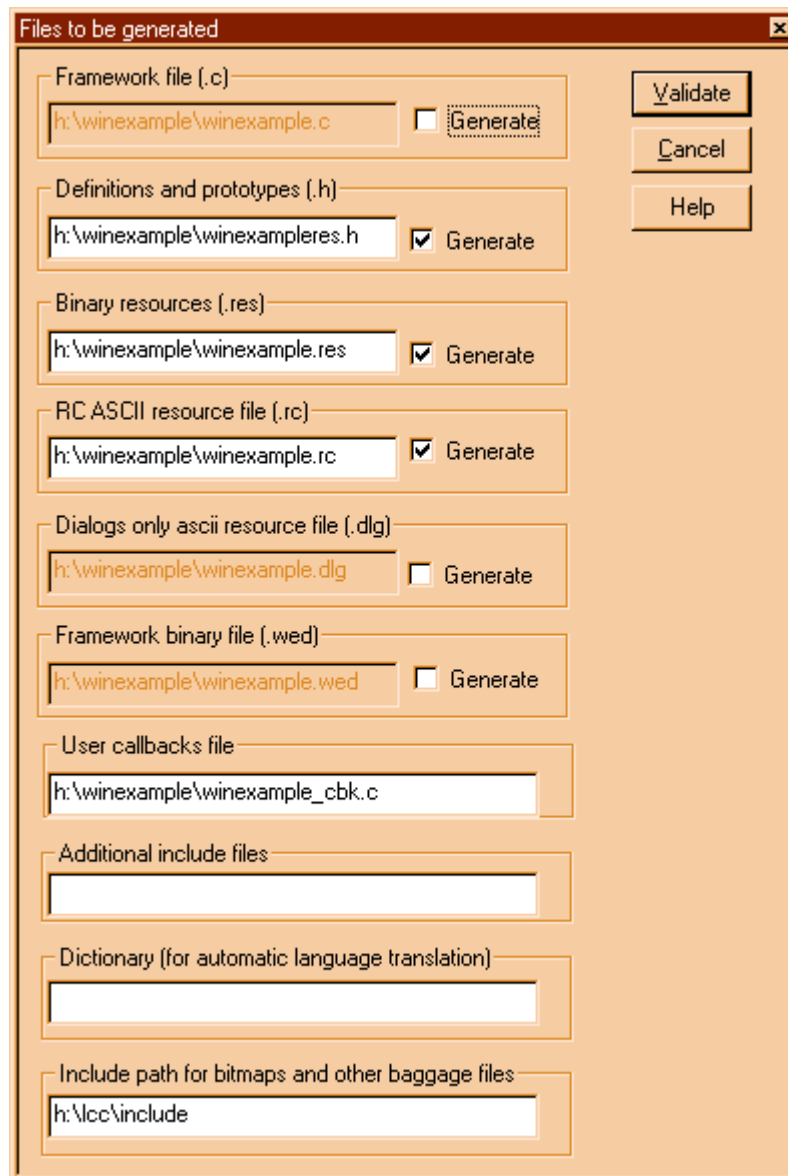 Files to be generated
Framework file (.c)
h:\winexample\winexample.c
Generate
Validate
Cancel
Help
Definitions and prototypes (.h)
h:\winexample\winexampleres.h
Generate
Binary resources (.res)
h:\winexample\winexample.res
Generate
RC ASCII resource file (.rc)
h:\winexample\winexample.rc
Generate
Dialogs only ascii resource file (.dlg)
h:\winexample\winexample.dlg
Generate
Framework binary file (.wed)
h:\winexample\winexample.wed
Generate
User callbacks file
h:\winexample\winexample_cbk.c
Additional include files
Dictionary (for automatic language translation)
Include path for bitmaps and other baggage files
h:\lcc\include